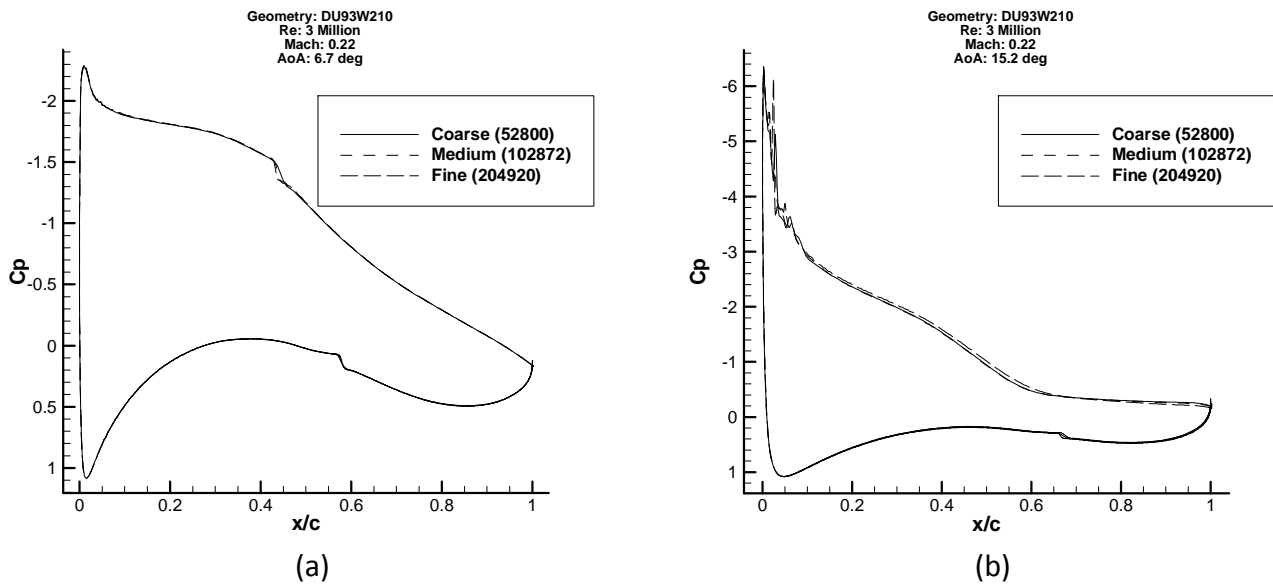 Geometry: DU93W210
Re: 3 Million
Mach: 0.22
AoA: 6.7 deg
Coarse (52800)
Medium (102872)
Fine (204920)
-2
-1.5
-1
-0.5
0
0.5
1
Cp
0
0.2
0.4
0.6
0.8
1
x/c
(a)
Geometry: DU93W210
Re: 3 Million
Mach: 0.22
AoA: 15.2 deg
Coarse (52800)
Medium (102872)
Fine (204920)
-6
-5
-4
-3
-2
-1
0
1
Cp
0
0.2
0.4
0.6
0.8
1
x/c
(b)